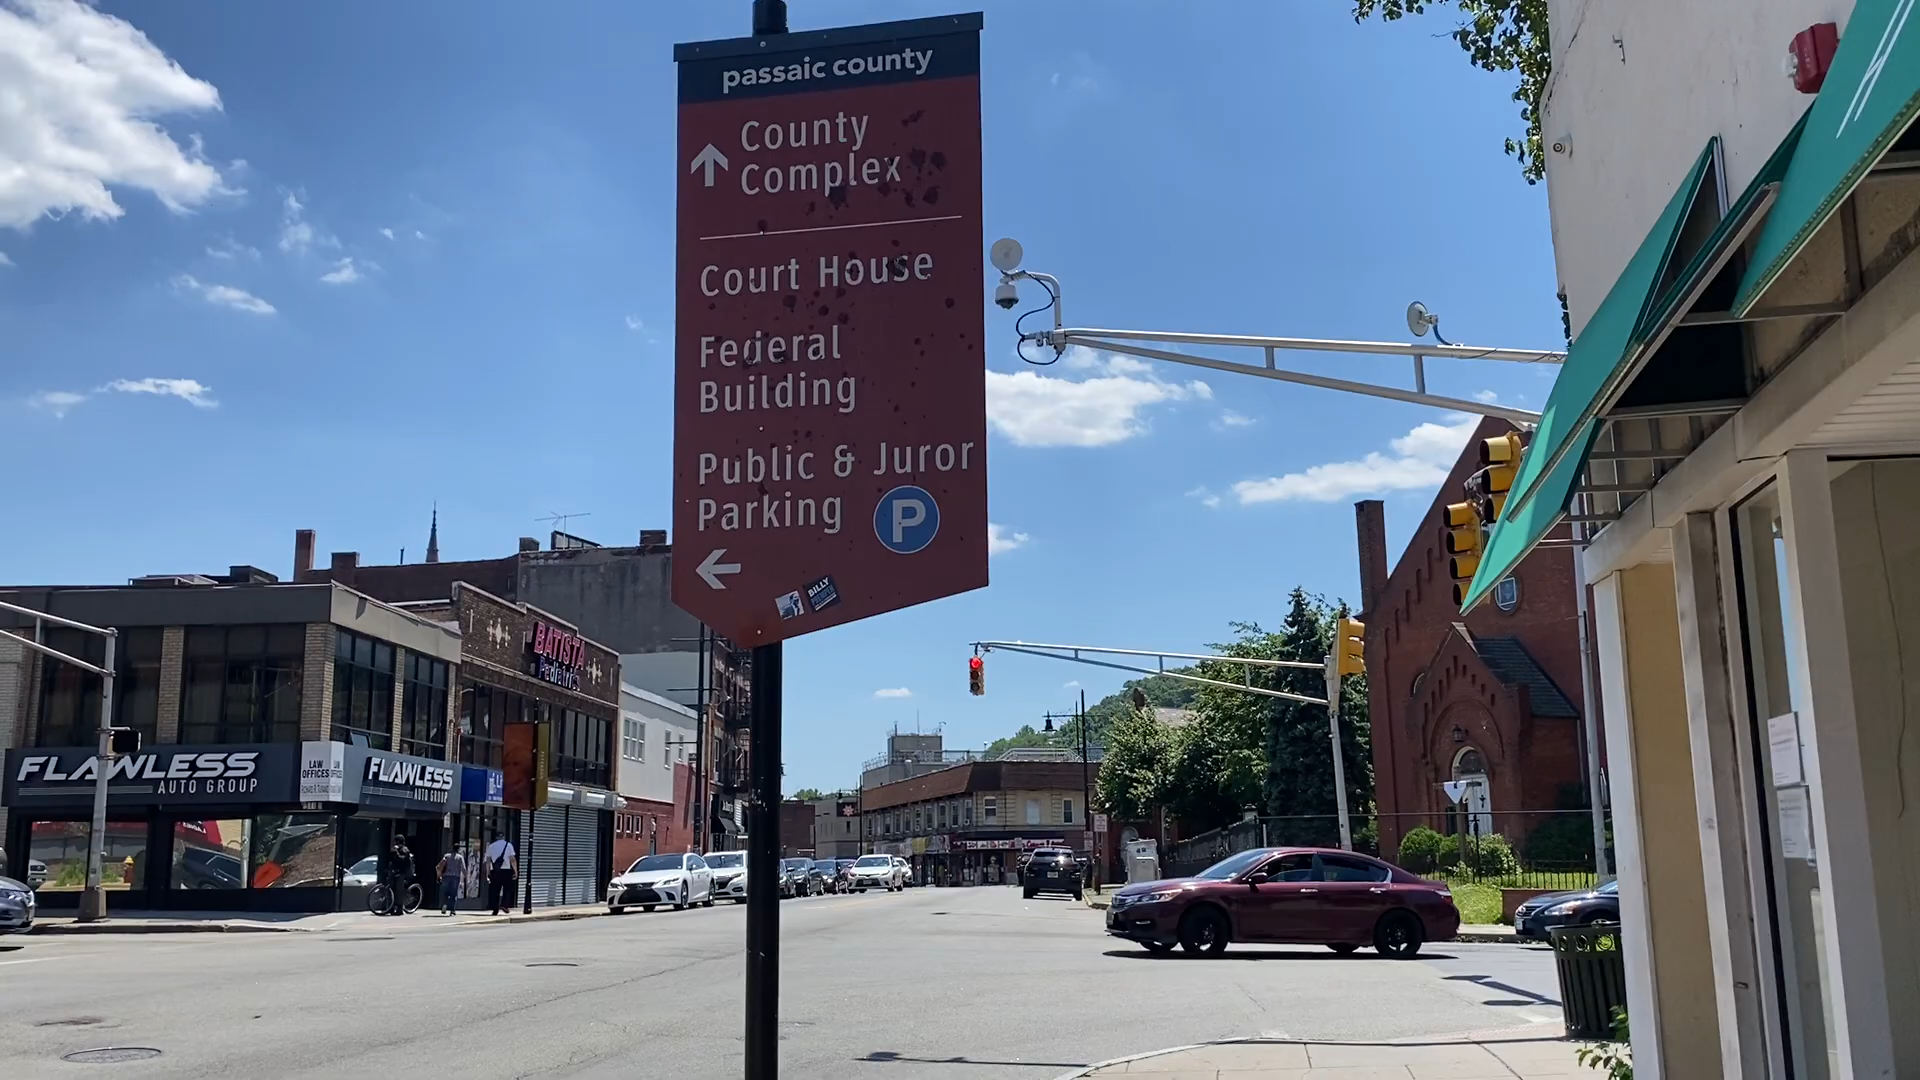 passaic county
County
Complex
Court House
Federal
Building
Public & Juror
Parking
P
BILLY
BATISTA
Pediatrics
FLAWLESS
AUTO GROUP
LAW
OFFICES
FLAWLESS
AUTO GROUP